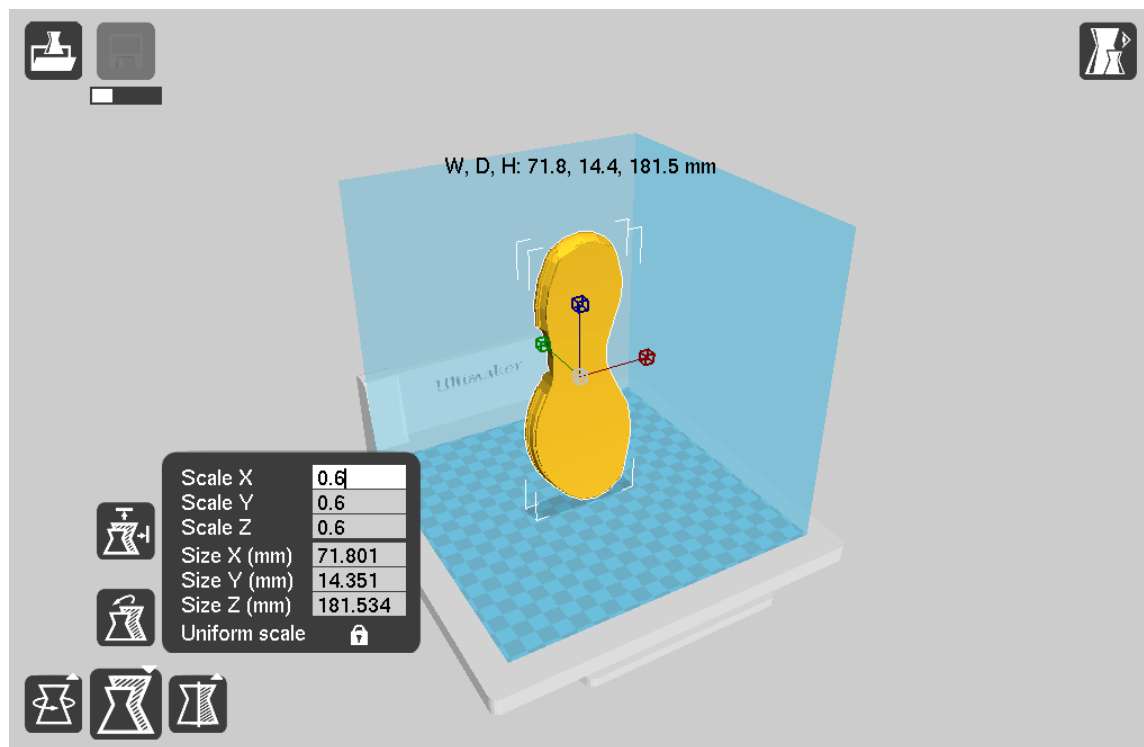 W, D, H: 71.8, 14.4, 181.5 mm
Ultimaker
Scale X 0.6
Scale Y 0.6
Scale Z 0.6
Size X (mm) 71.801
Size Y (mm) 14.351
Size Z (mm) 181.534
Uniform scale